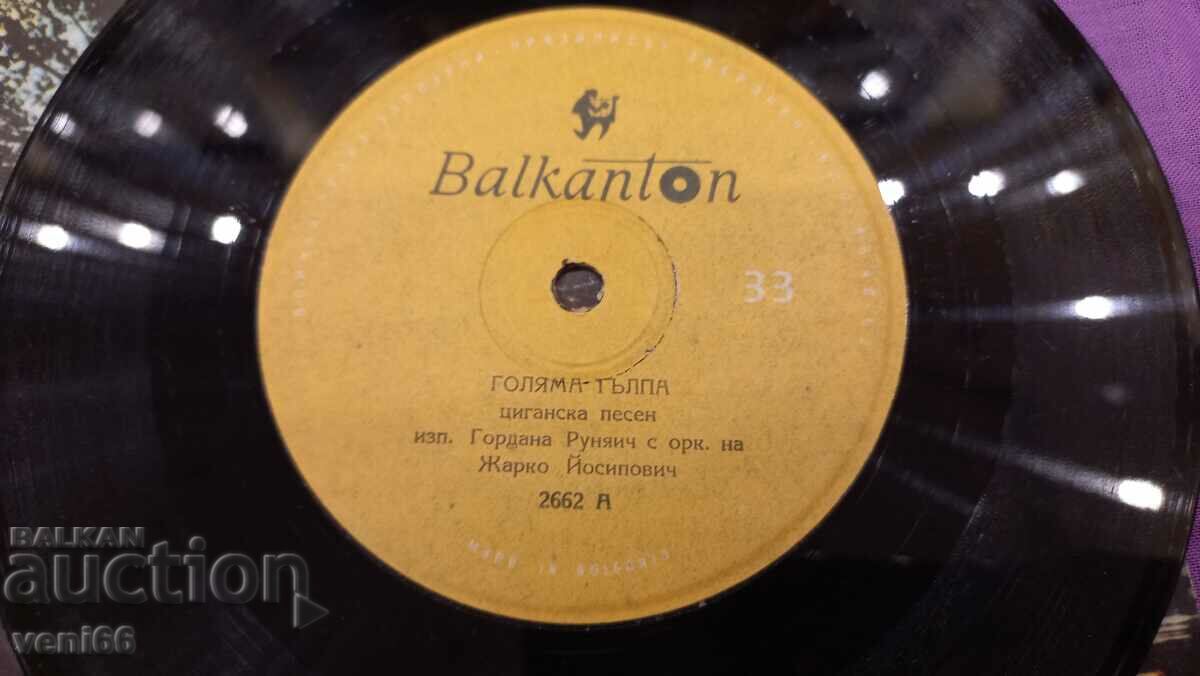 Balkanton
33
ГОЛЯМА ТЪЛПА
циганска песен
изп. Гордана Руняич с орк. на
Жарко Йосипович
2662 А
MADE IN BULGARIA
BALKAN
auction
veni66